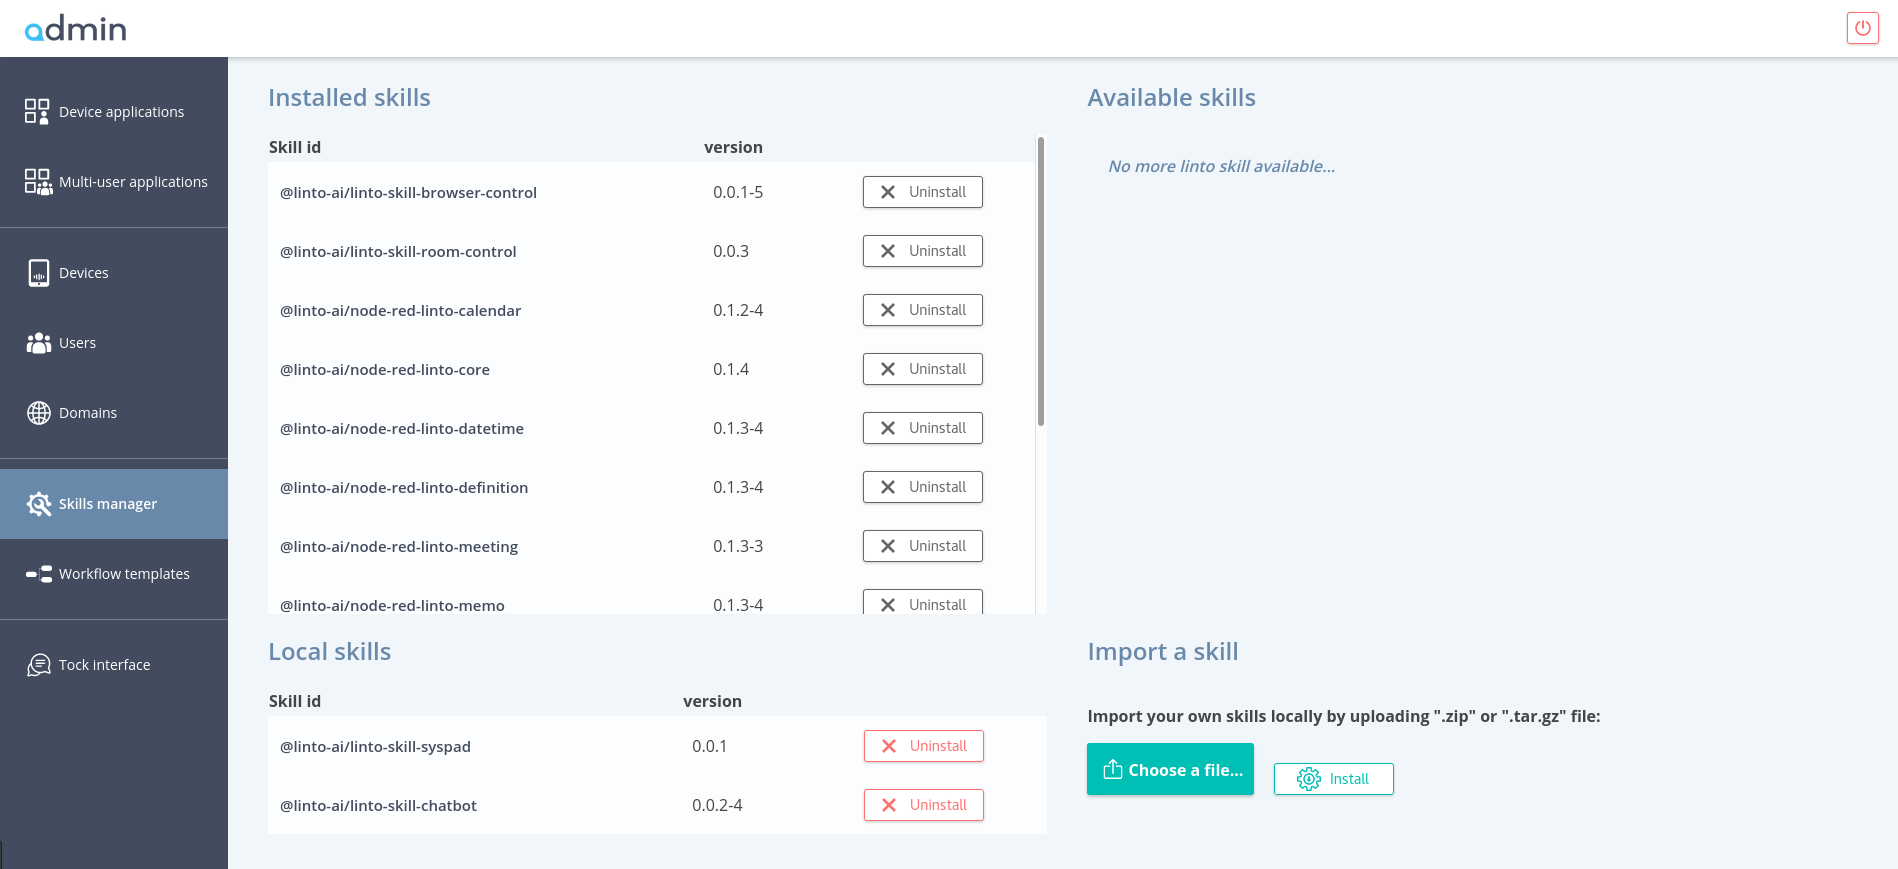 admin
Device applications
Multi-user applications
Devices
Users
Domains
Skills manager
Workflow templates
Tock interface
Installed skills
Skill id version
@linto-ai/linto-skill-browser-control 0.0.1-5 Uninstall
@linto-ai/linto-skill-room-control 0.0.3 Uninstall
@linto-ai/node-red-linto-calendar 0.1.2-4 Uninstall
@linto-ai/node-red-linto-core 0.1.4 Uninstall
@linto-ai/node-red-linto-datetime 0.1.3-4 Uninstall
@linto-ai/node-red-linto-definition 0.1.3-4 Uninstall
@linto-ai/node-red-linto-meeting 0.1.3-3 Uninstall
@linto-ai/node-red-linto-memo 0.1.3-4 Uninstall
Available skills
No more linto skill available...
Local skills
Skill id version
@linto-ai/linto-skill-syspad 0.0.1 Uninstall
@linto-ai/linto-skill-chatbot 0.0.2-4 Uninstall
Import a skill
Import your own skills locally by uploading ".zip" or ".tar.gz" file:
Choose a file...
Install